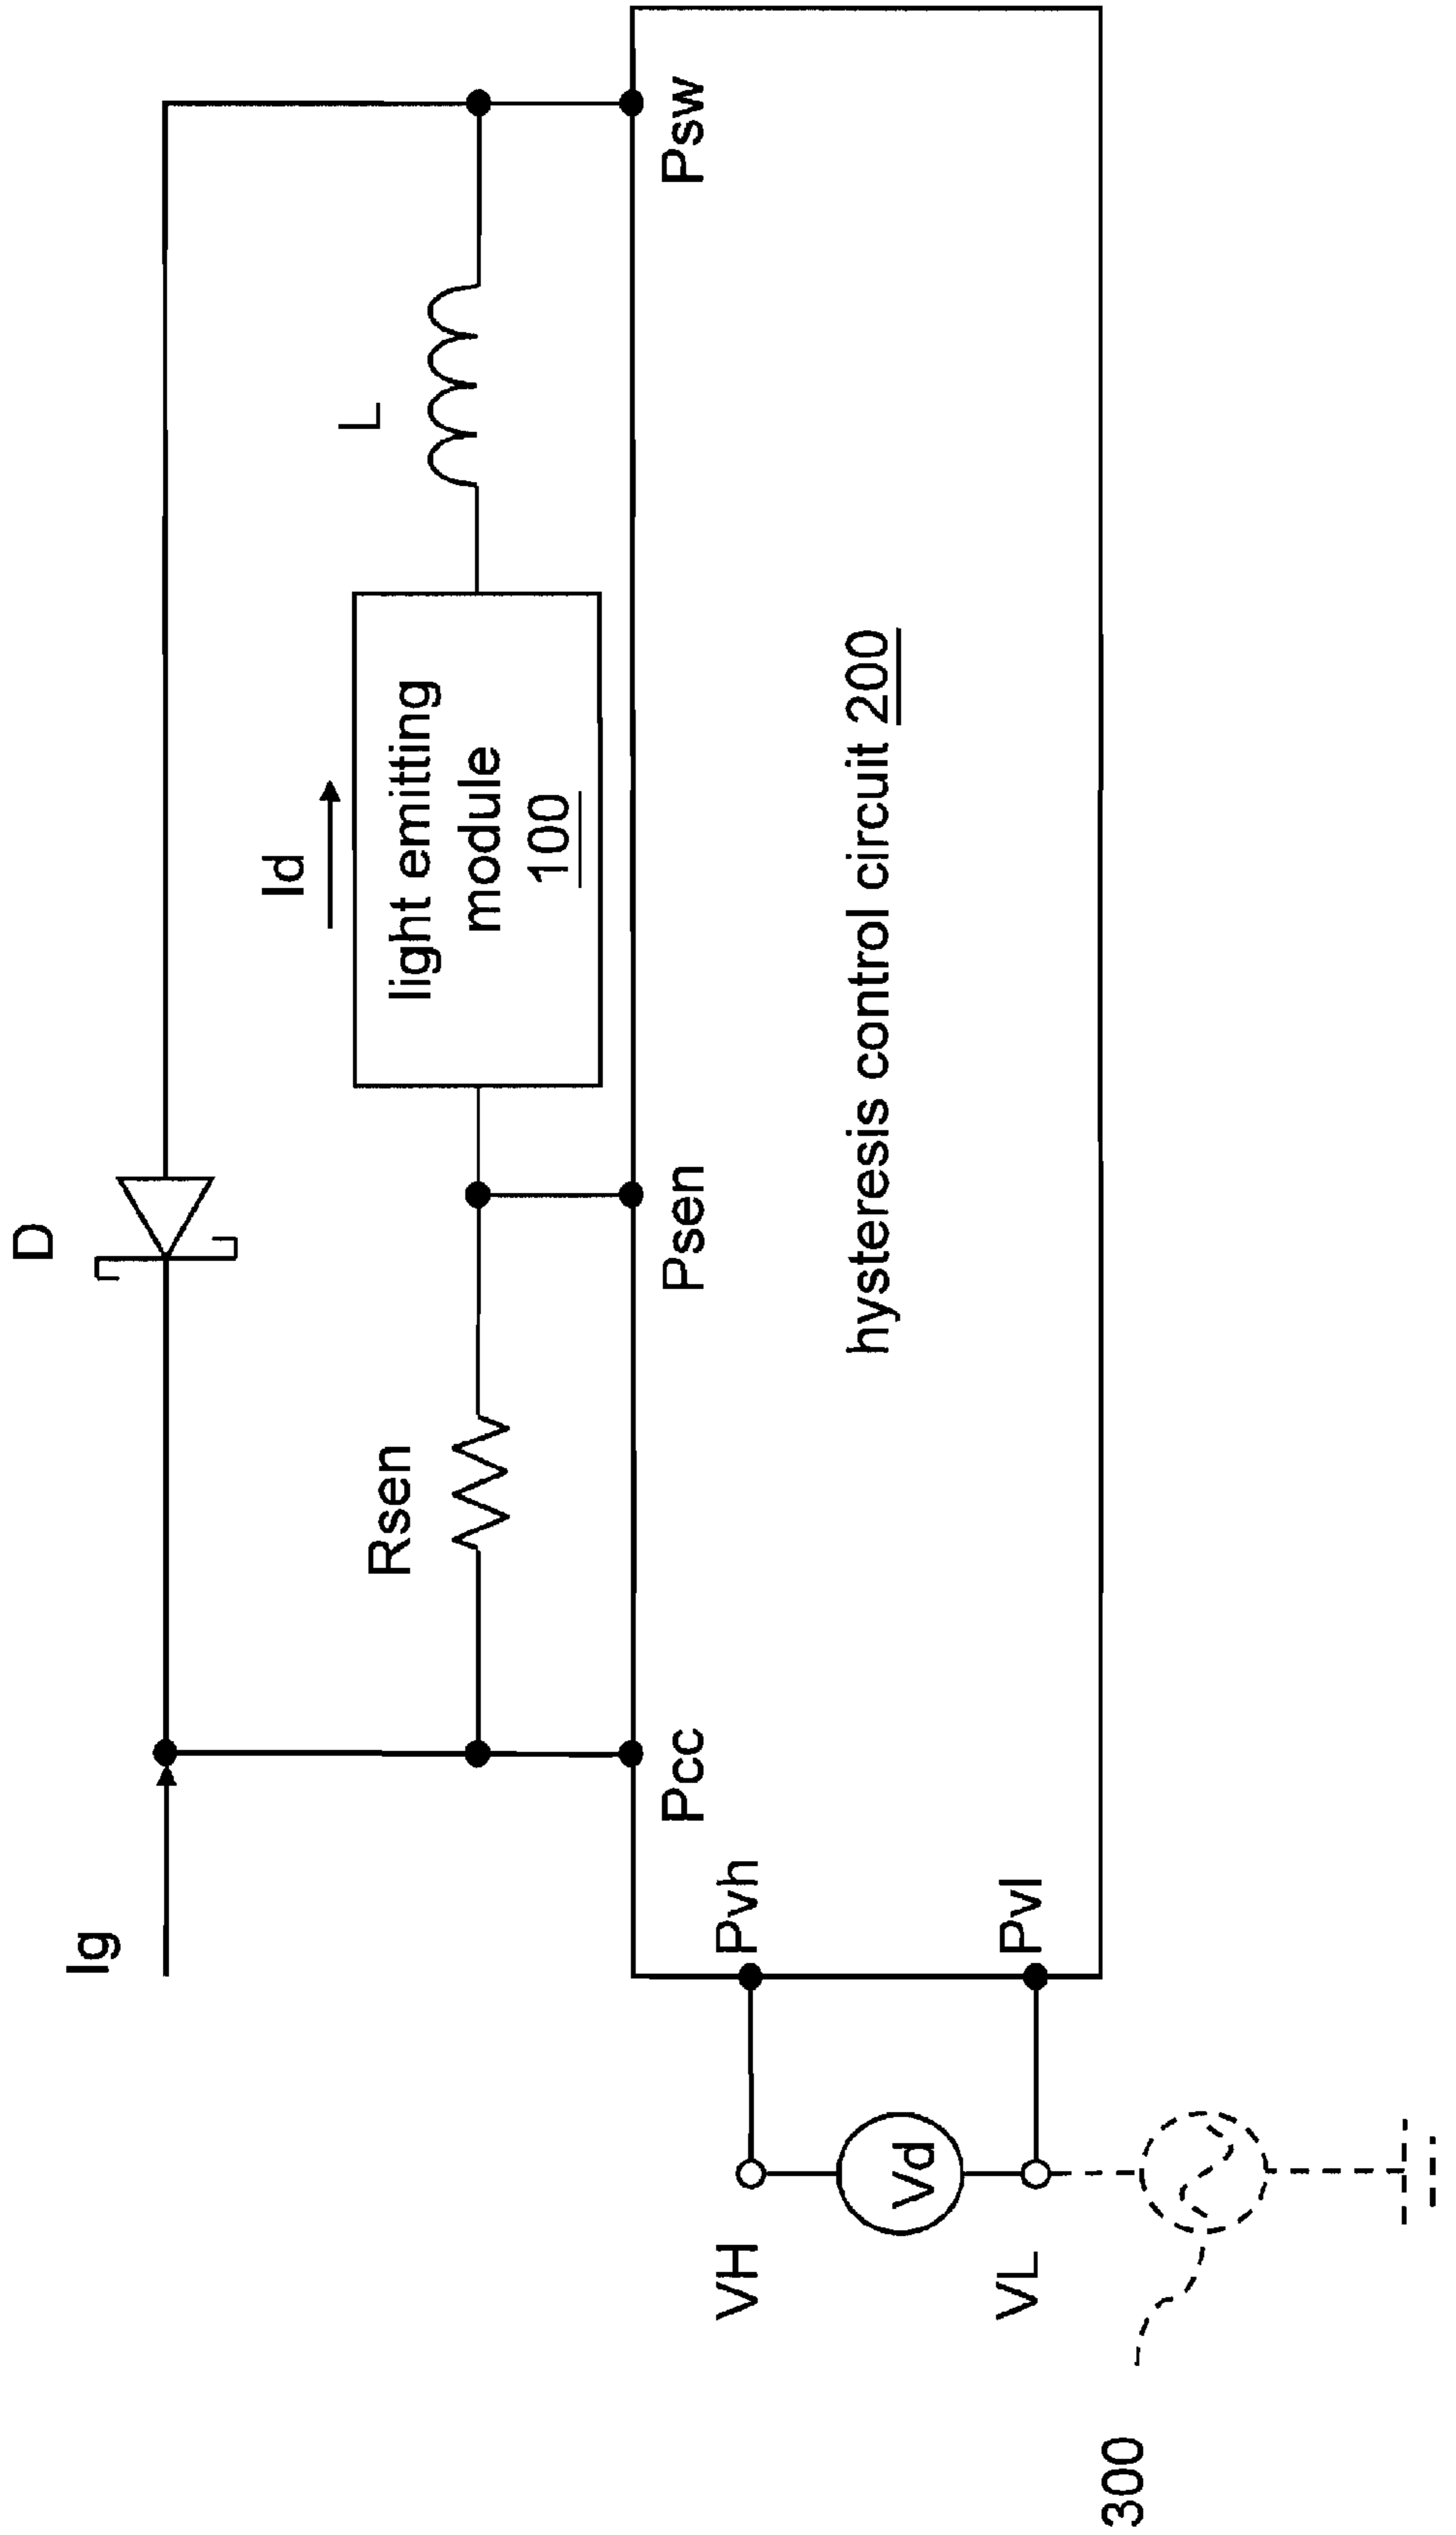 D
Ig
Id
L
Rsen
light emitting
module
100
Pcc
Psen
Psw
Pvh
VH
Vd
hysteresis control circuit 200
VL
Pvl
300